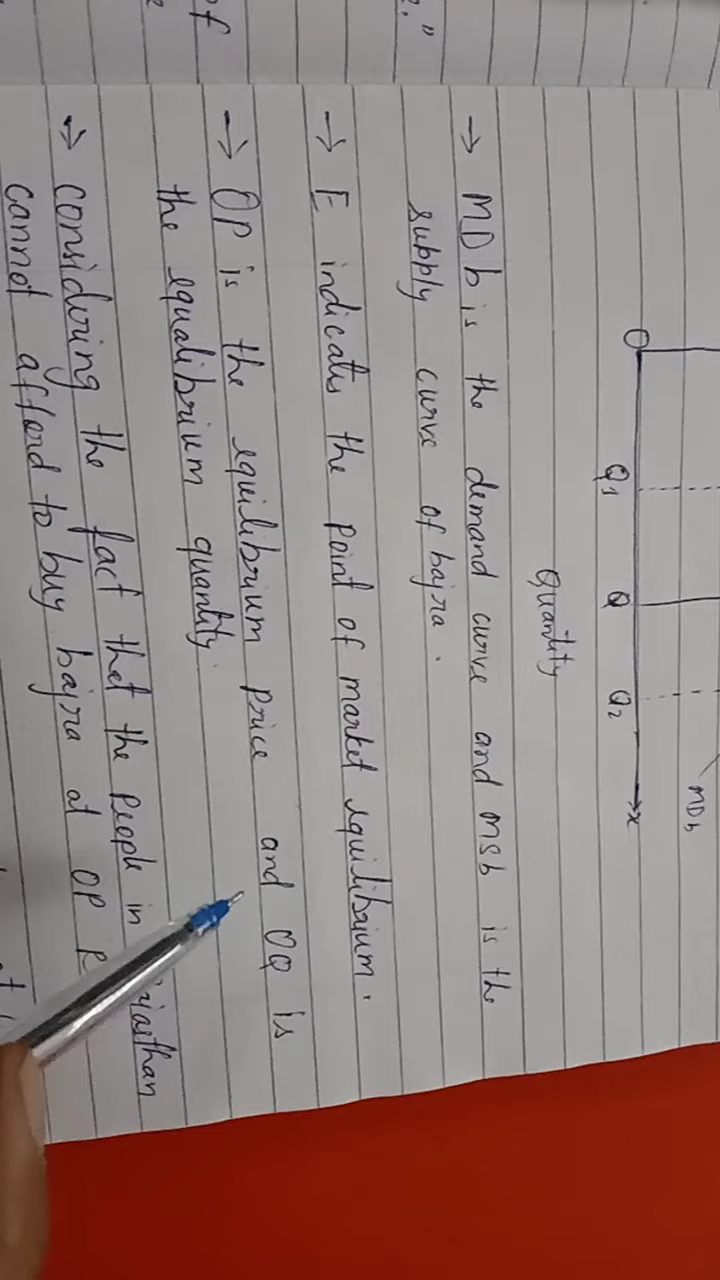 of
."
O Q1 Q Q2 x
MDb
Quantity
→ MDb is the demand curve and MSb is the
supply curve of bajra.
→ E indicates the point of market equilibrium.
→ OP is the equilibrium price and OQ is
the equalibrium quantity.
→ considering the fact that the people in
cannot afford to buy bajra at OP